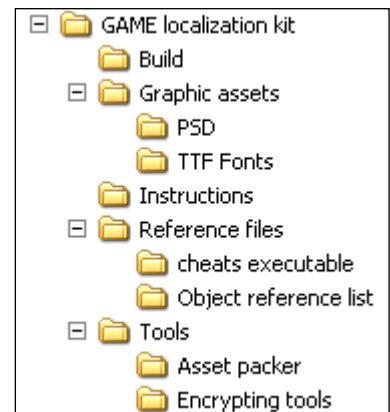 GAME localization kit
Build
Graphic assets
PSD
TTF Fonts
Instructions
Reference files
cheats executable
Object reference list
Tools
Asset packer
Encrypting tools